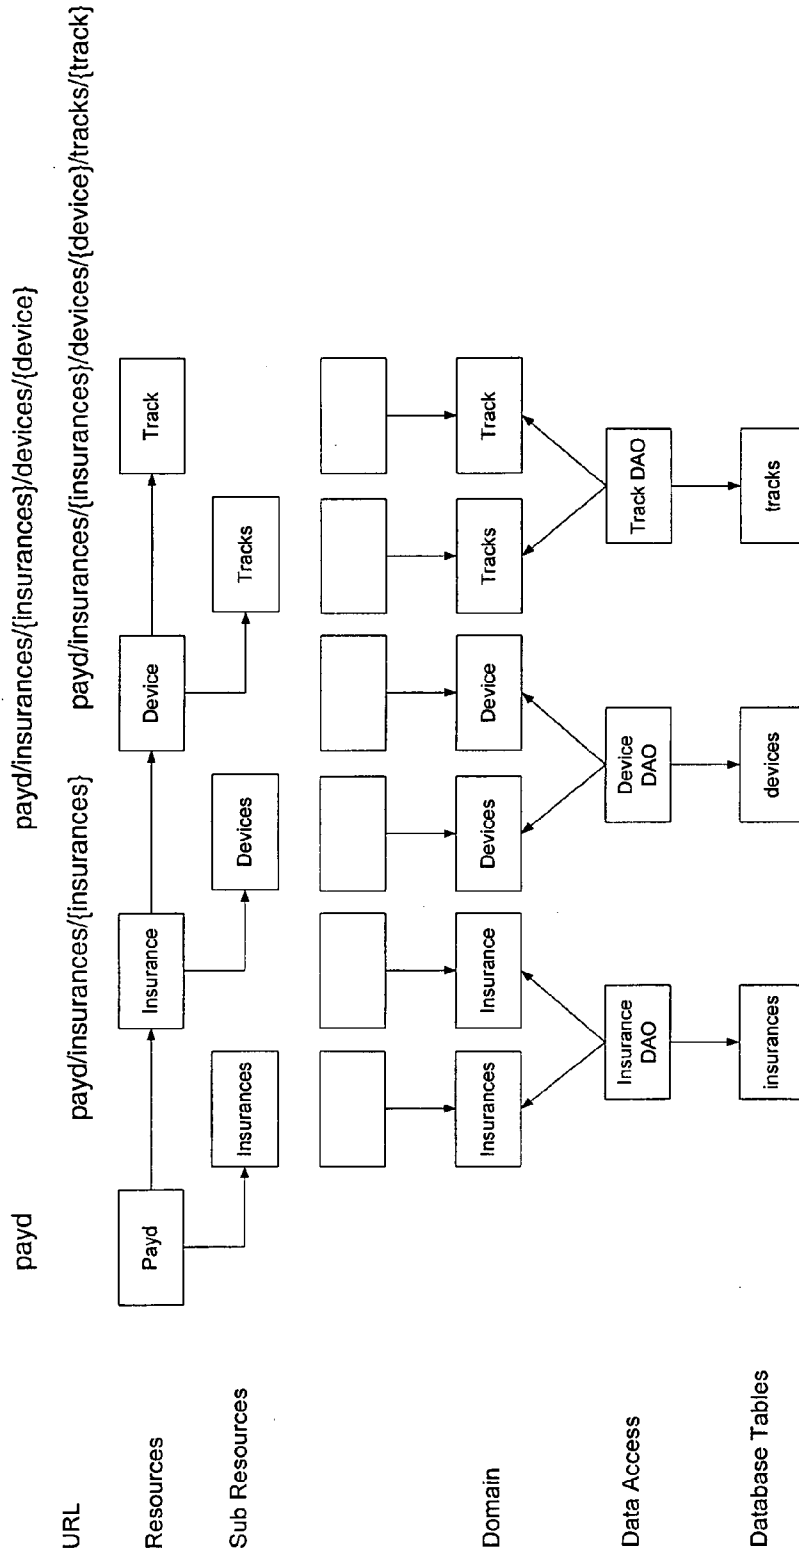 payd
payd/insurances/{insurances}/devices/{device}
URL
payd/insurances/{insurances}
payd/insurances/{insurances}/devices/{device}/tracks/{track}
Resources
Payd
Insurance
Device
Track
Sub Resources
Insurances
Devices
Tracks
Domain
Insurances
Insurance
Devices
Device
Tracks
Track
Data Access
Insurance
DAO
Device
DAO
Track DAO
Database Tables
insurances
devices
tracks